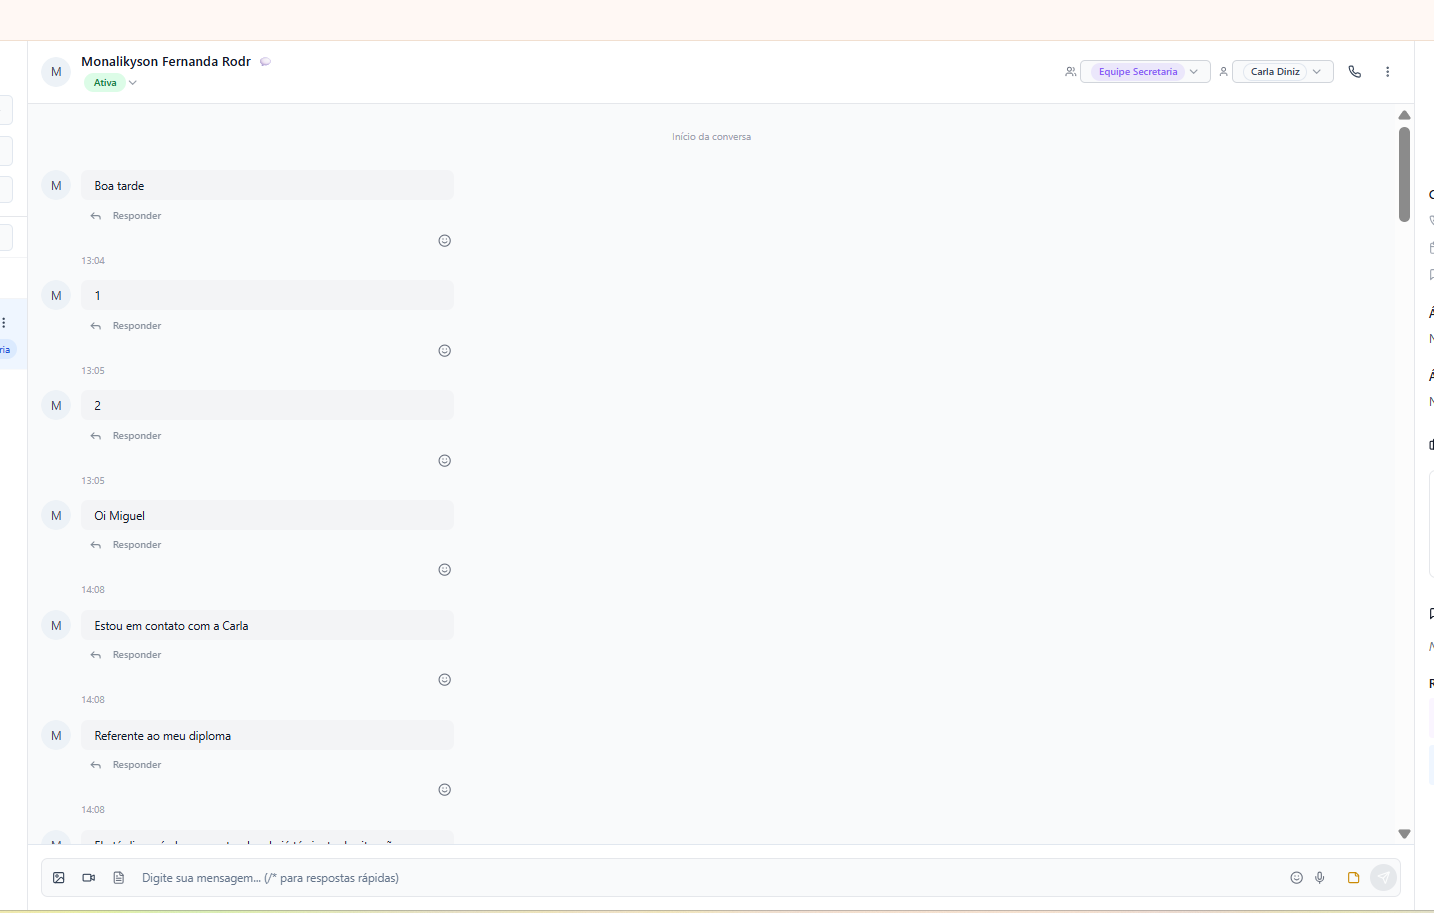 M
Monalikyson Fernanda Rodr
Ativa
Equipe Secretaria
Carla Diniz
Início da conversa
M
Boa tarde
Responder
13:04
M
1
Responder
13:05
M
2
Responder
13:05
M
Oi Miguel
Responder
14:08
M
Estou em contato com a Carla
Responder
14:08
M
Referente ao meu diploma
Responder
14:08
M
Digite sua mensagem... (/* para respostas rápidas)
ria